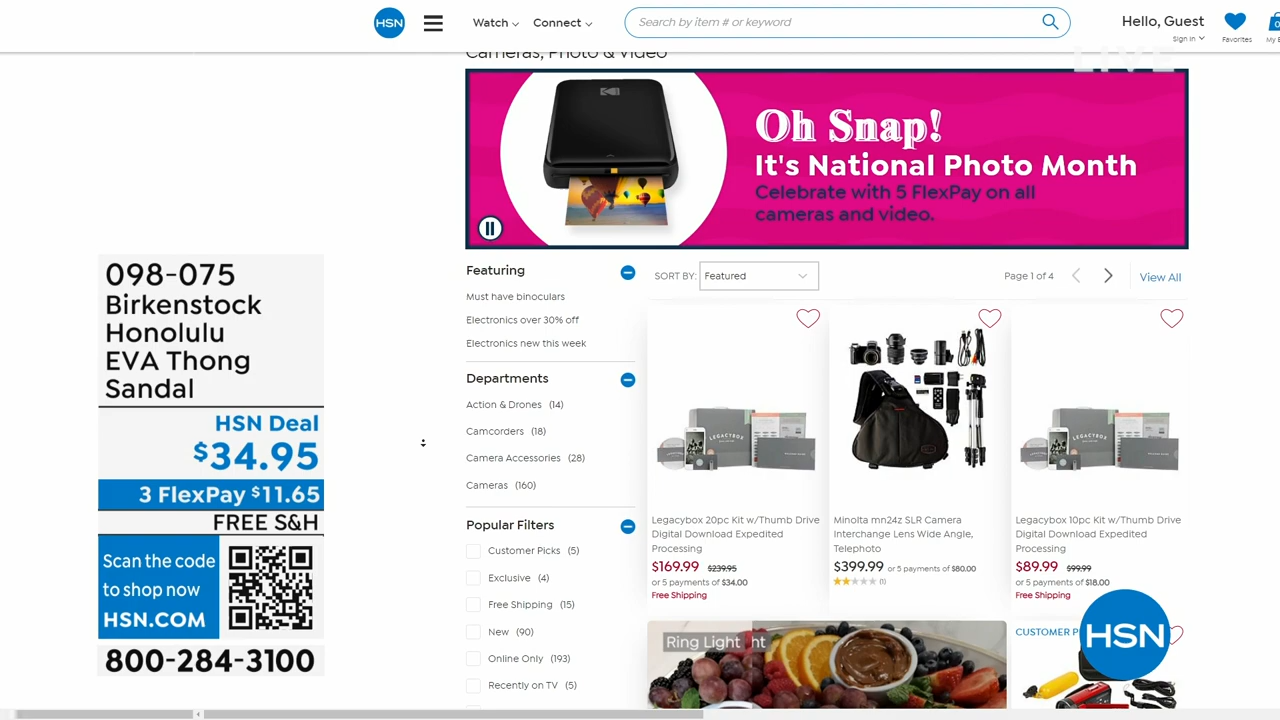 HSN
Watch
Connect
Search by item # or keyword
Hello, Guest
Sign In
Favorites
0
LIVE
Cameras, Photo & Video
Oh Snap!
It's National Photo Month
Celebrate with 5 FlexPay on all
cameras and video.
098-075
Birkenstock
Honolulu
EVA Thong
Sandal
HSN Deal
$34.95
3 FlexPay $11.65
FREE S&H
Scan the code
to shop now
HSN.COM
800-284-3100
Featuring
Must have binoculars
Electronics over 30% off
Electronics new this week
Departments
Action & Drones (14)
Camcorders (18)
Camera Accessories (28)
Cameras (160)
Popular Filters
Customer Picks (5)
Exclusive (4)
Free Shipping (15)
New (90)
Online Only (193)
Recently on TV (5)
SORT BY: Featured
Page 1 of 4
View All
LEGACYBOX
Legacybox 20pc Kit w/Thumb Drive
Digital Download Expedited
Processing
$169.99 $239.95
or 5 payments of $34.00
Free Shipping
Minolta mn24z SLR Camera
Interchange Lens Wide Angle,
Telephoto
$399.99 or 5 payments of $80.00
(1)
LEGACYBOX
Legacybox 10pc Kit w/Thumb Drive
Digital Download Expedited
Processing
$89.99 $99.99
or 5 payments of $18.00
Free Shipping
Ring Light
CUSTOMER
HSN